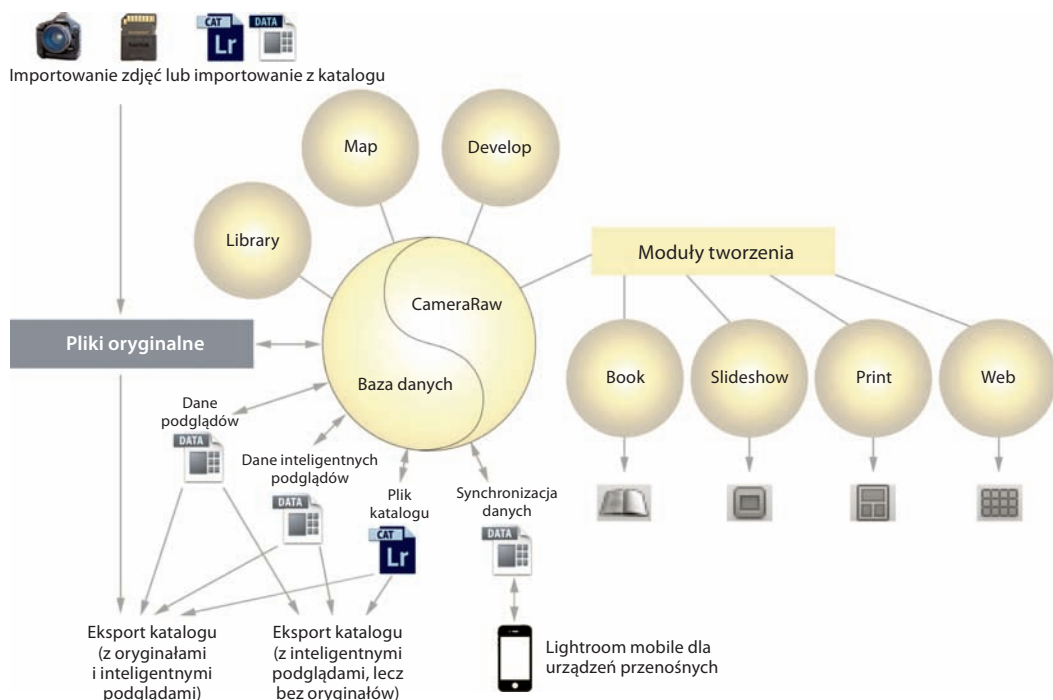 CAT
DATA
Lr
Importowanie zdjęć lub importowanie z katalogu
Map
Develop
Library
Moduły tworzenia
CameraRaw
Pliki oryginalne
Baza danych
Book
Slideshow
Print
Web
Dane
podglądów
DATA
Dane inteligentnych
podglądów
DATA
Plik
katalogu
CAT
Lr
Synchronizacja
danych
DATA
Eksport katalogu
(z oryginałami
i inteligentnymi
podglądami)
Eksport katalogu
(z inteligentnymi
podglądami, lecz
bez oryginałów)
Lightroom mobile dla
urządzeń przenośnych